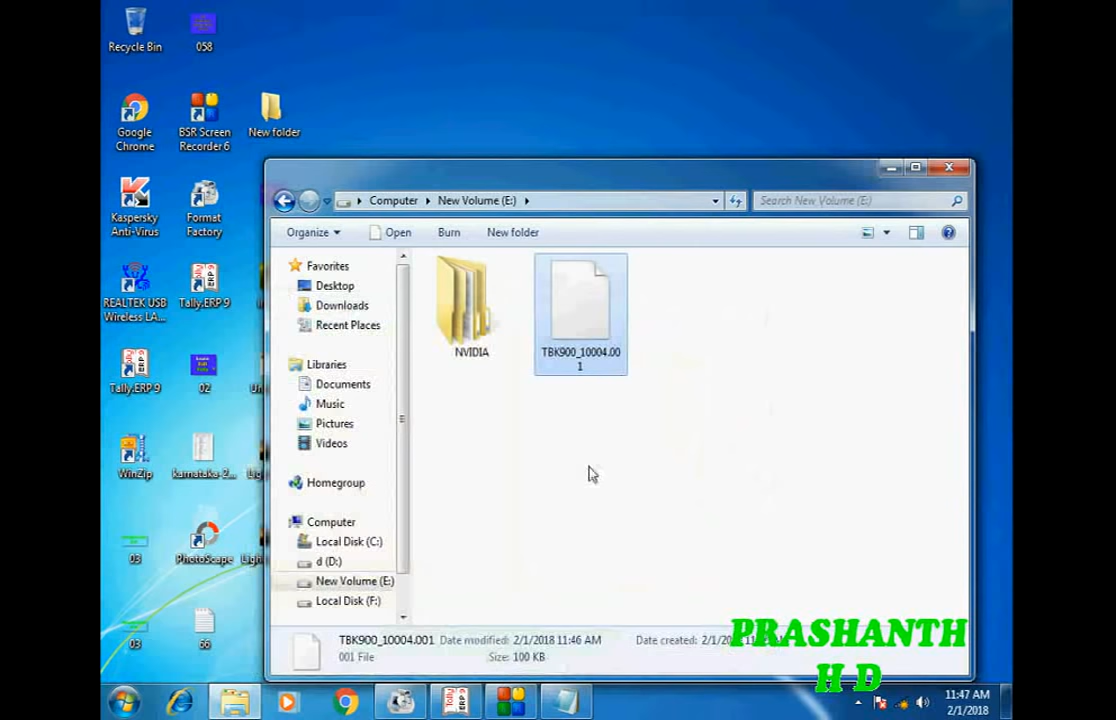 Recycle Bin
058
Google
Chrome
BSR Screen
Recorder 6
New folder
Kaspersky
Anti-Virus
Format
Factory
REALTEK USB
Wireless LA...
Tally.ERP 9
Tally.ERP 9
02
WinZip
karnataka-2...
03
PhotoScape
03
66
Computer
New Volume (E:)
Search New Volume (E:)
Organize
Open
Burn
New folder
Favorites
Desktop
Downloads
Recent Places
Libraries
Documents
Music
Pictures
Videos
Homegroup
Computer
Local Disk (C:)
d (D:)
New Volume (E:)
Local Disk (F:)
NVIDIA
TBK900_10004.00
1
TBK900_10004.001 Date modified: 2/1/2018 11:46 AM Date created: 2/1/
001 File Size: 100 KB
PRASHANTH
H D
11:47 AM
2/1/2018